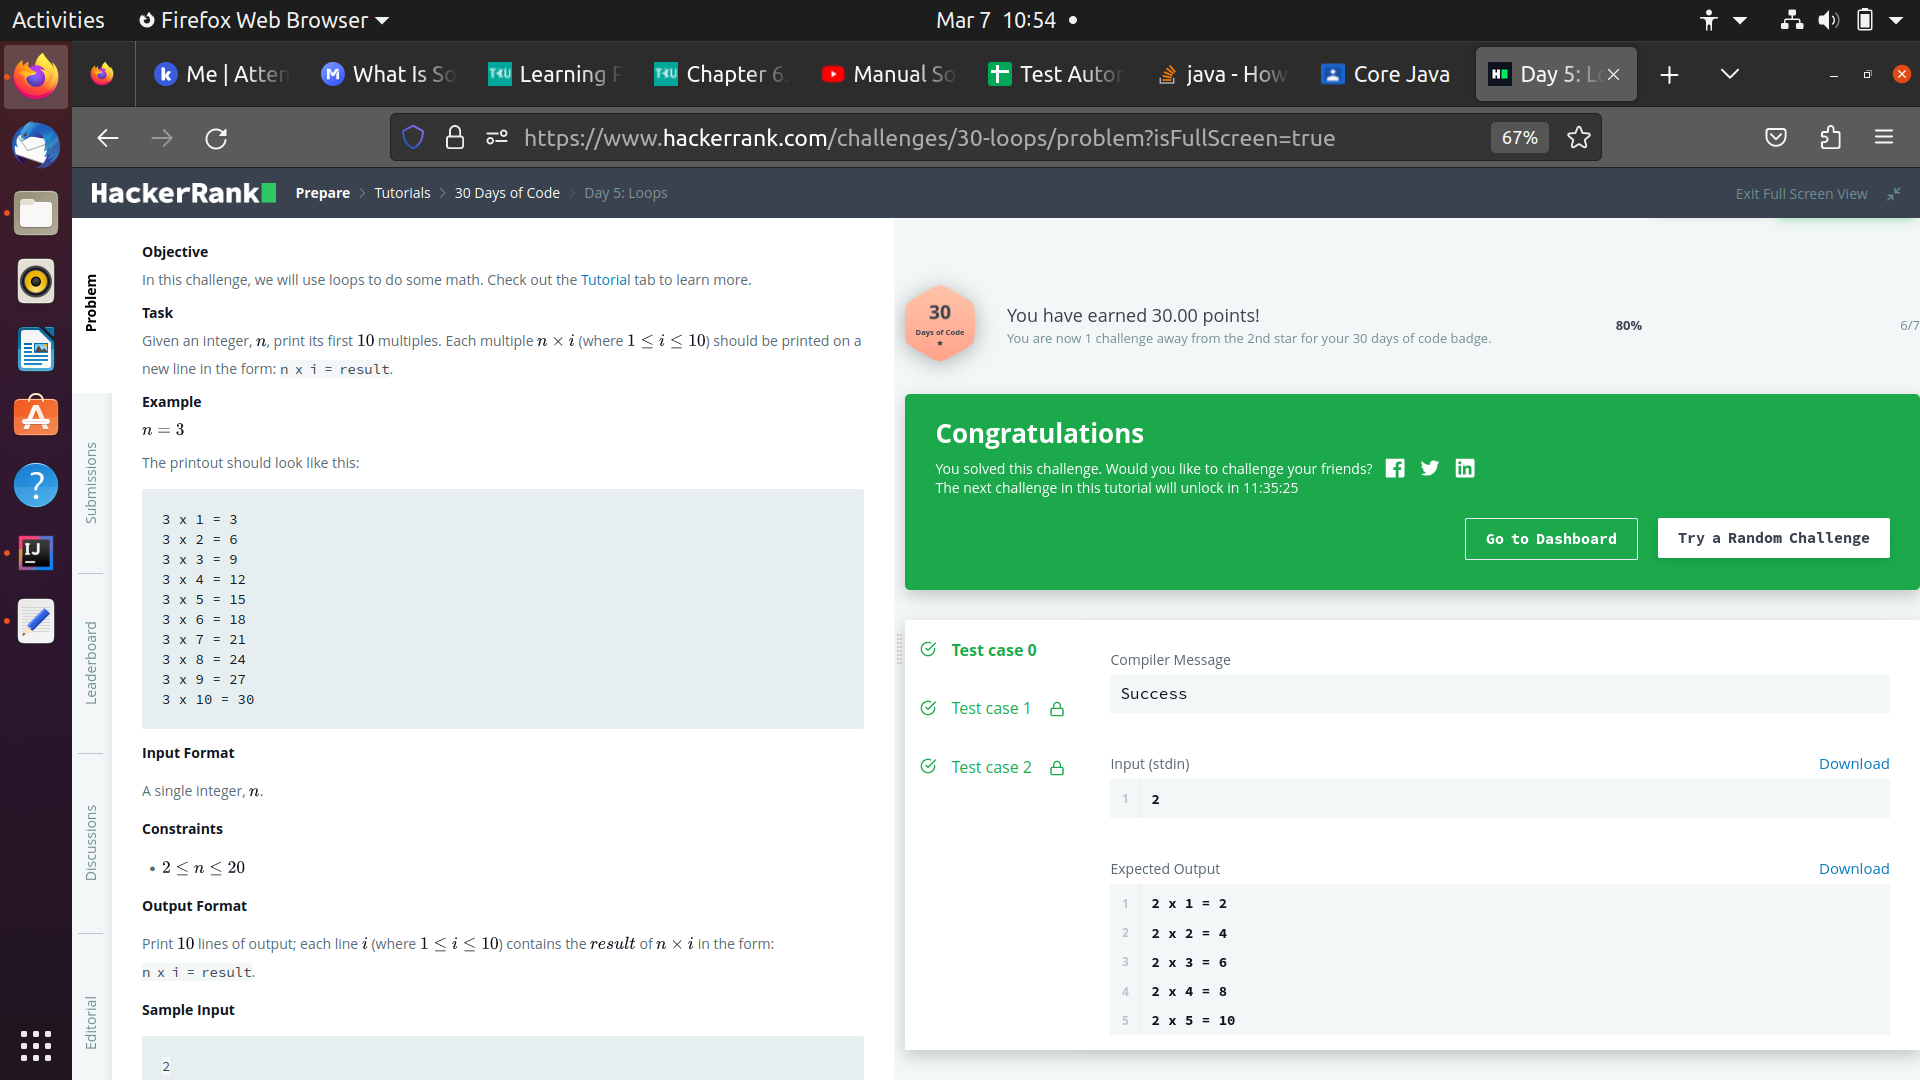 Activities
Firefox Web Browser
Mar 7 10:54
Me | Atten
What Is So
Learning F
Chapter 6.
Manual So
Test Autor
java - How
Core Java
Day 5: L
https://www.hackerrank.com/challenges/30-loops/problem?isFullScreen=true
67%
HackerRank
Prepare > Tutorials > 30 Days of Code > Day 5: Loops
Exit Full Screen View
Problem
Submissions
Leaderboard
Discussions
Editorial
Objective
In this challenge, we will use loops to do some math. Check out the Tutorial tab to learn more.
Task
Given an integer, n, print its first 10 multiples. Each multiple n × i (where 1 ≤ i ≤ 10) should be printed on a
new line in the form: n x i = result.
Example
n = 3
The printout should look like this:
3 x 1 = 3
3 x 2 = 6
3 x 3 = 9
3 x 4 = 12
3 x 5 = 15
3 x 6 = 18
3 x 7 = 21
3 x 8 = 24
3 x 9 = 27
3 x 10 = 30
Input Format
A single integer, n.
Constraints
• 2 ≤ n ≤ 20
Output Format
Print 10 lines of output; each line i (where 1 ≤ i ≤ 10) contains the result of n × i in the form:
n x i = result.
Sample Input
2
30
Days of Code
You have earned 30.00 points!
You are now 1 challenge away from the 2nd star for your 30 days of code badge.
80%
6/7
Congratulations
You solved this challenge. Would you like to challenge your friends?
The next challenge in this tutorial will unlock in 11:35:25
Go to Dashboard
Try a Random Challenge
Test case 0
Test case 1
Test case 2
Compiler Message
Success
Input (stdin)
Download
1 2
Expected Output
Download
1 2 x 1 = 2
2 2 x 2 = 4
3 2 x 3 = 6
4 2 x 4 = 8
5 2 x 5 = 10